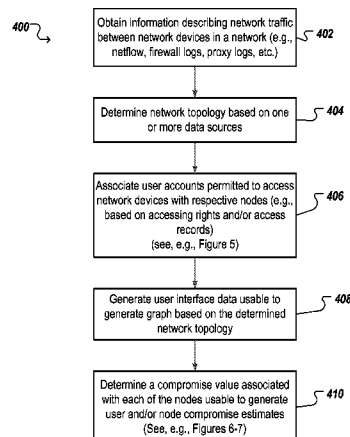 400
Obtain information describing network traffic
between network devices in a network (e.g.,
netflow, firewall logs, proxy logs, etc.)
402
Determine network topology based on one
or more data sources
404
Associate user accounts permitted to access
network devices with respective nodes (e.g.,
based on accessing rights and/or access
records)
(see, e.g., Figure 5)
406
Generate user interface data usable to
generate graph based on the determined
network topology
408
Determine a compromise value associated
with each of the nodes usable to generate
user and/or node compromise estimates
(See, e.g., Figures 6-7)
410